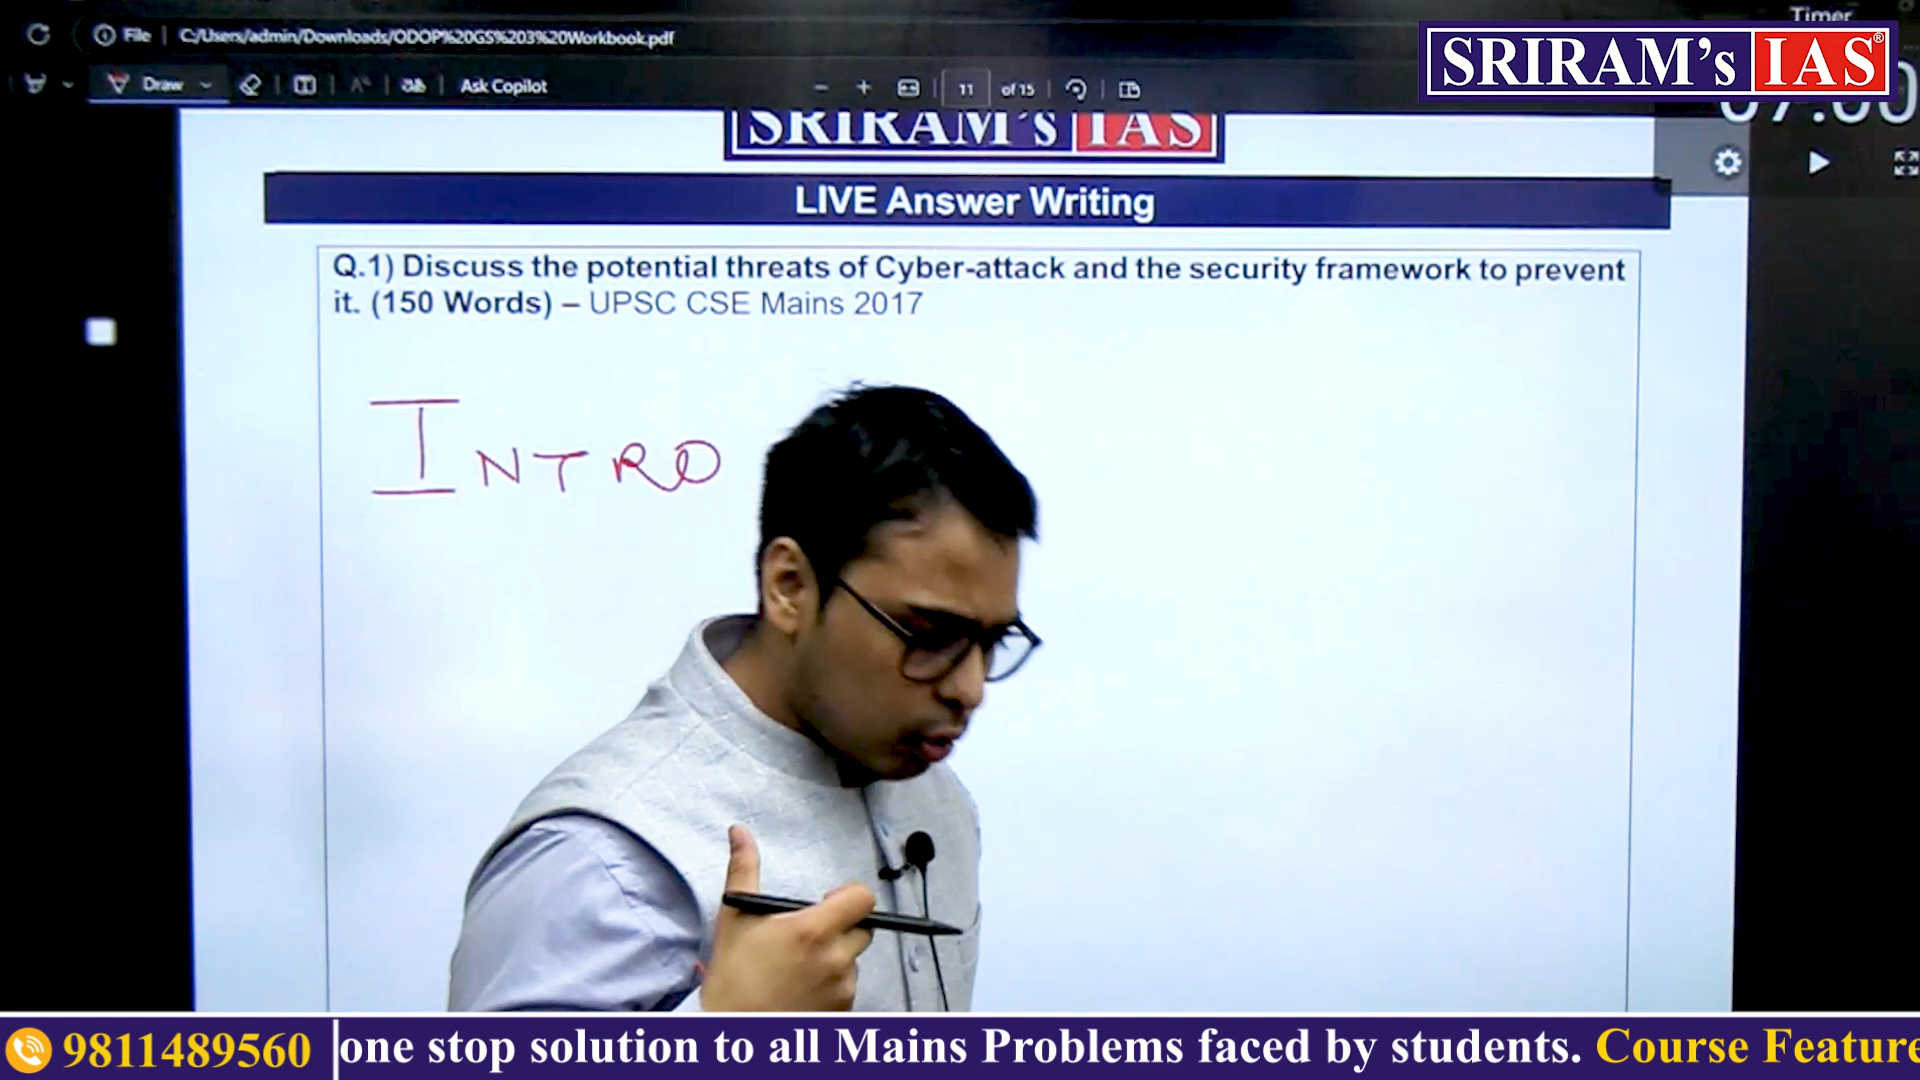 Timer
File | C:/Users/admin/Downloads/ODOP%20GS%203%20Workbook.pdf
SRIRAM's IAS®
Draw
Ask Copilot
11 of 15
SRIRAM's IAS
LIVE Answer Writing
Q.1) Discuss the potential threats of Cyber-attack and the security framework to prevent
it. (150 Words) – UPSC CSE Mains 2017
INTRO
9811489560 one stop solution to all Mains Problems faced by students. Course Feature